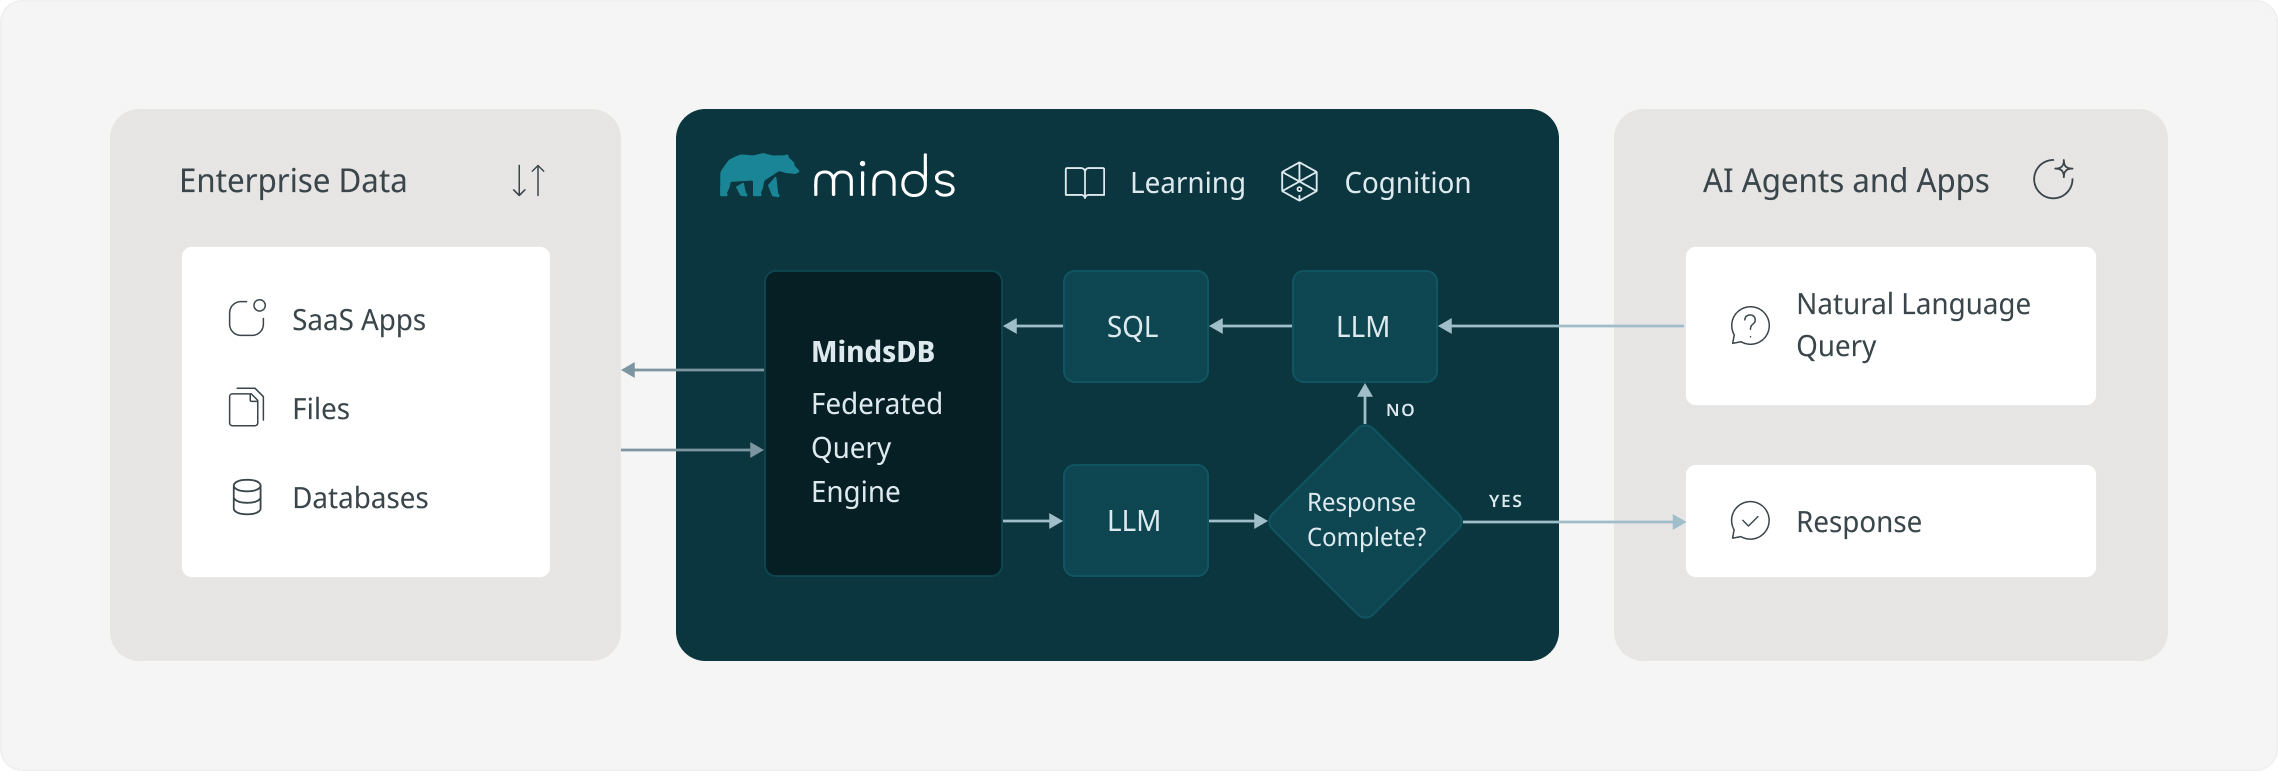 Enterprise Data
SaaS Apps
Files
Databases
minds
Learning
Cognition
MindsDB
Federated
Query
Engine
SQL
LLM
NO
LLM
Response
Complete?
YES
AI Agents and Apps
Natural Language
Query
Response